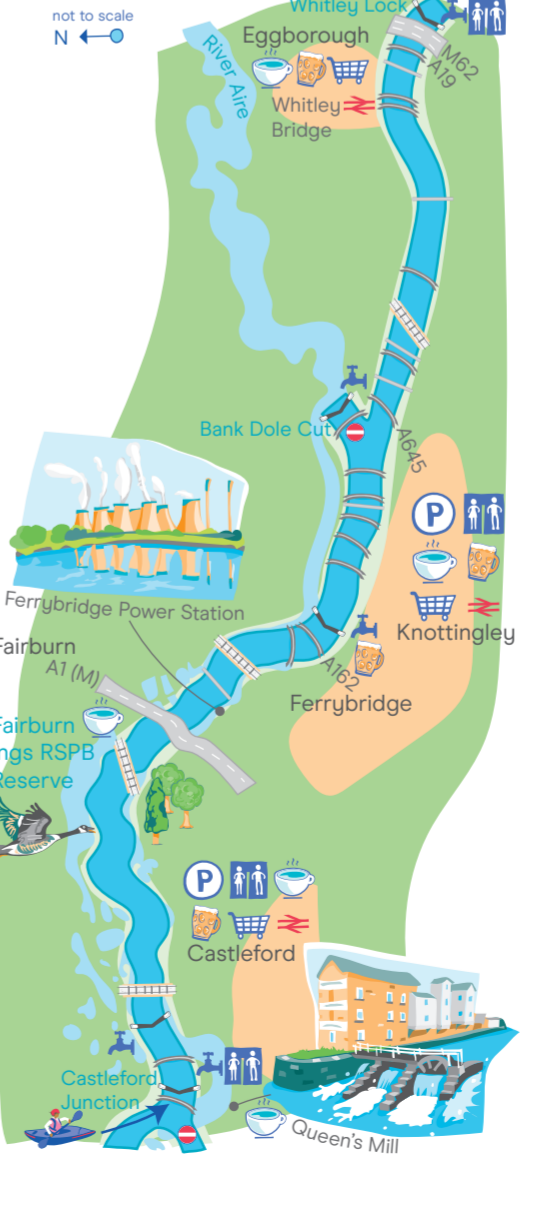 Whitley Lock
not to scale
N
River Aire
Eggborough
M62
A19
Whitley
Bridge
Bank Dole Cut
A645
P
Knottingley
Ferrybridge Power Station
A162
Ferrybridge
Fairburn
A1 (M)
Fairburn
ngs RSPB
Reserve
P
Castleford
Castleford
Junction
Queen's Mill